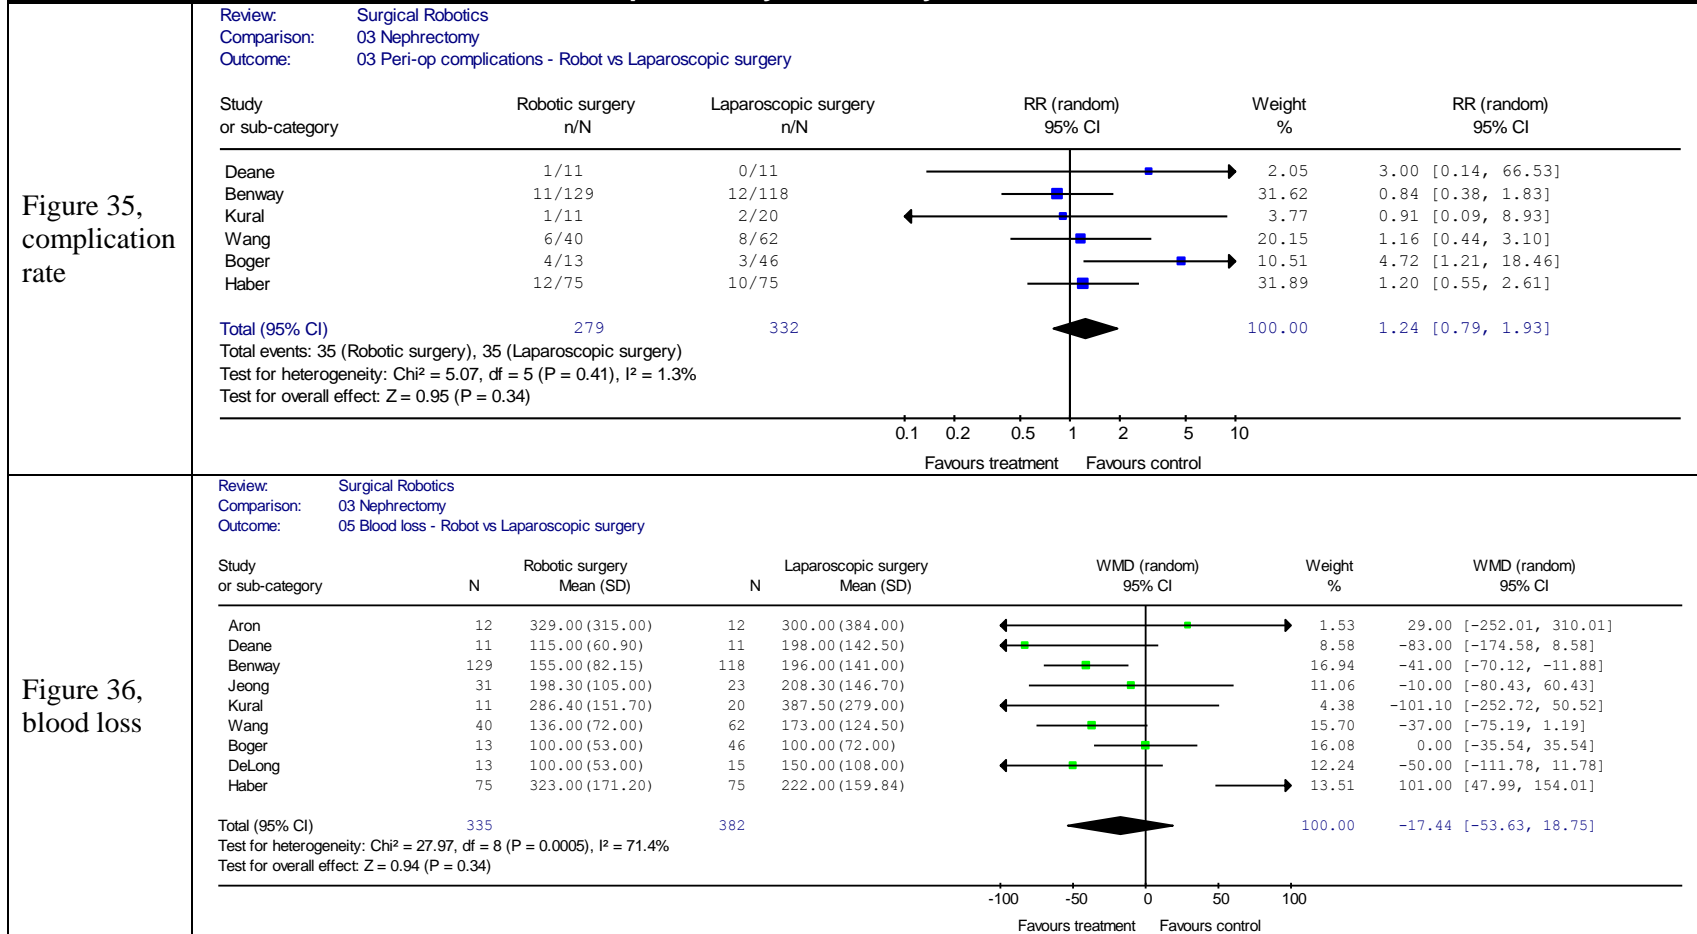 Figure 35,
complication
rate
Review: Surgical Robotics
Comparison: 03 Nephrectomy
Outcome: 03 Peri-op complications - Robot vs Laparoscopic surgery
Study Robotic surgery Laparoscopic surgery RR (random) Weight RR (random)
or sub-category n/N n/N 95% CI % 95% CI
Deane 1/11 0/11 2.05 3.00 [0.14, 66.53]
Benway 11/129 12/118 31.62 0.84 [0.38, 1.83]
Kural 1/11 2/20 3.77 0.91 [0.09, 8.93]
Wang 6/40 8/62 20.15 1.16 [0.44, 3.10]
Boger 4/13 3/46 10.51 4.72 [1.21, 18.46]
Haber 12/75 10/75 31.89 1.20 [0.55, 2.61]
Total (95% CI) 279 332 100.00 1.24 [0.79, 1.93]
Total events: 35 (Robotic surgery), 35 (Laparoscopic surgery)
Test for heterogeneity: Chi² = 5.07, df = 5 (P = 0.41), I² = 1.3%
Test for overall effect: Z = 0.95 (P = 0.34)
0.1 0.2 0.5 1 2 5 10
Favours treatment Favours control
Figure 36,
blood loss
Review: Surgical Robotics
Comparison: 03 Nephrectomy
Outcome: 05 Blood loss - Robot vs Laparoscopic surgery
Study Robotic surgery Laparoscopic surgery WMD (random) Weight WMD (random)
or sub-category N Mean (SD) N Mean (SD) 95% CI % 95% CI
Aron 12 329.00(315.00) 12 300.00(384.00) 1.53 29.00 [-252.01, 310.01]
Deane 11 115.00(60.90) 11 198.00(142.50) 8.58 -83.00 [-174.58, 8.58]
Benway 129 155.00(82.15) 118 196.00(141.00) 16.94 -41.00 [-70.12, -11.88]
Jeong 31 198.30(105.00) 23 208.30(146.70) 11.06 -10.00 [-80.43, 60.43]
Kural 11 286.40(151.70) 20 387.50(279.00) 4.38 -101.10 [-252.72, 50.52]
Wang 40 136.00(72.00) 62 173.00(124.50) 15.70 -37.00 [-75.19, 1.19]
Boger 13 100.00(53.00) 46 100.00(72.00) 16.08 0.00 [-35.54, 35.54]
DeLong 13 100.00(53.00) 15 150.00(108.00) 12.24 -50.00 [-111.78, 11.78]
Haber 75 323.00(171.20) 75 222.00(159.84) 13.51 101.00 [47.99, 154.01]
Total (95% CI) 335 382 100.00 -17.44 [-53.63, 18.75]
Test for heterogeneity: Chi² = 27.97, df = 8 (P = 0.0005), I² = 71.4%
Test for overall effect: Z = 0.94 (P = 0.34)
-100 -50 0 50 100
Favours treatment Favours control